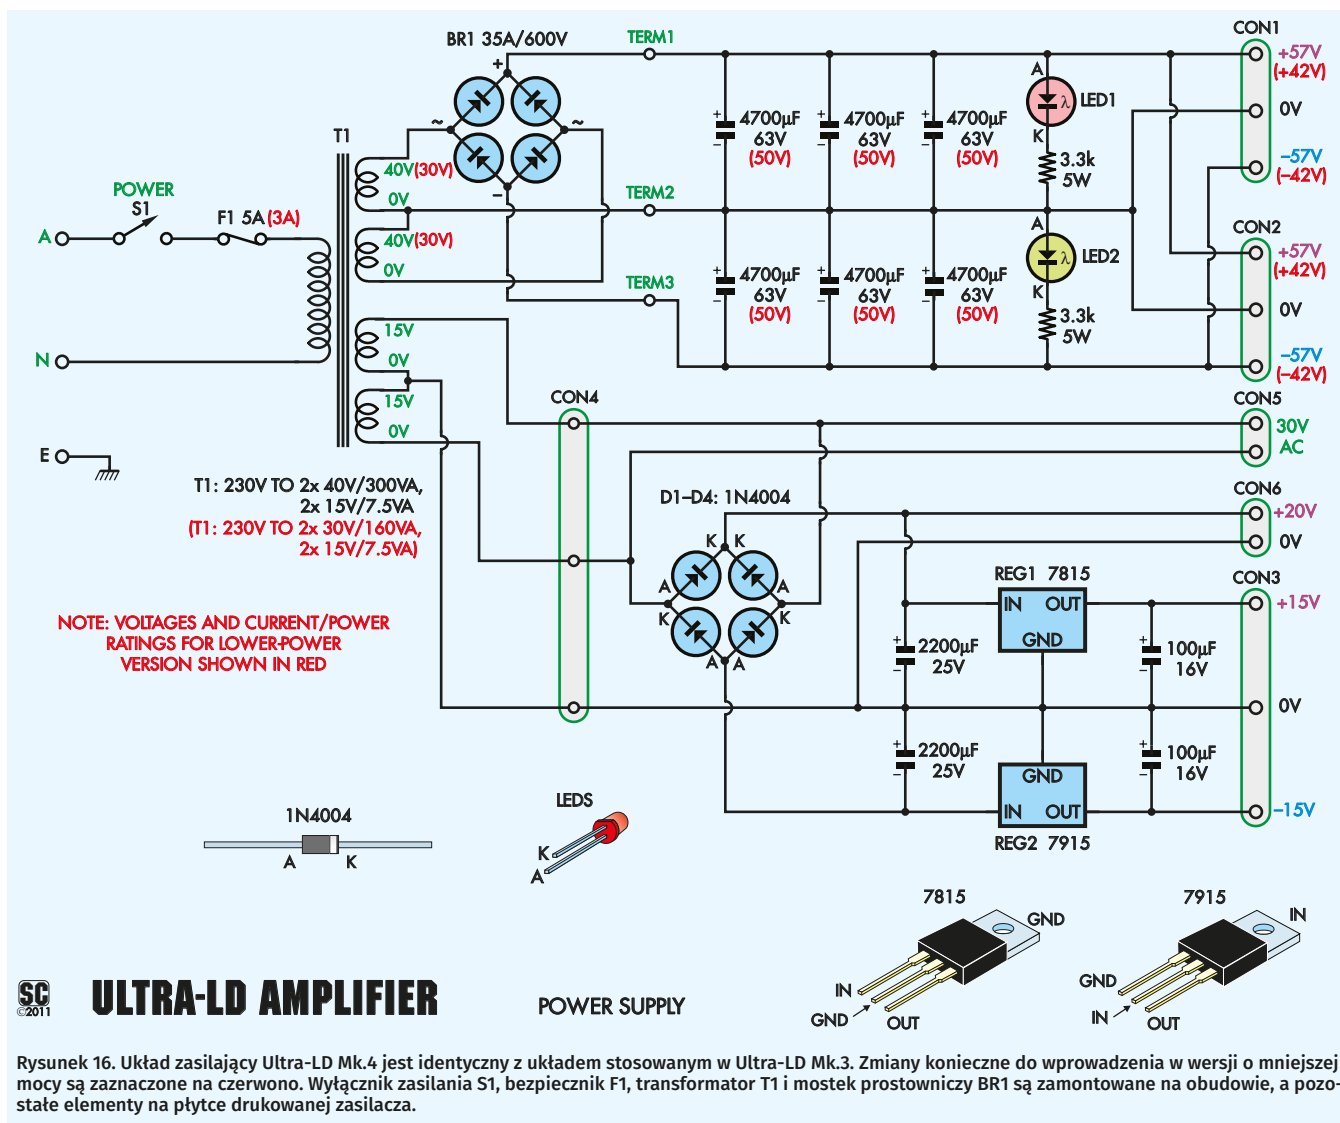 BR1 35A/600V
+
~
~
–
TERM1
TERM2
TERM3
T1
POWER
S1
F1 5A(3A)
A
N
E
40V(30V)
0V
40V(30V)
0V
15V
0V
15V
0V
T1: 230V TO 2x 40V/300VA,
2x 15V/7.5VA
(T1: 230V TO 2x 30V/160VA,
2x 15V/7.5VA)
NOTE: VOLTAGES AND CURRENT/POWER
RATINGS FOR LOWER-POWER
VERSION SHOWN IN RED
+
–
4700µF
63V
(50V)
+
–
4700µF
63V
(50V)
+
–
4700µF
63V
(50V)
A
λ
LED1
K
3.3k
5W
+
–
4700µF
63V
(50V)
+
–
4700µF
63V
(50V)
+
–
4700µF
63V
(50V)
A
λ
LED2
K
3.3k
5W
CON1
+57V
(+42V)
0V
–57V
(–42V)
CON2
+57V
(+42V)
0V
–57V
(–42V)
CON4
CON5
30V
AC
D1–D4: 1N4004
K K
A A
K K
A A
CON6
+20V
0V
REG1 7815
IN OUT
GND
CON3
+15V
+
–
2200µF
25V
+
–
100µF
16V
0V
+
–
2200µF
25V
+
–
100µF
16V
GND
IN OUT
REG2 7915
–15V
1N4004
A K
LEDS
K
A
7815
GND
IN
GND
OUT
7915
IN
GND
IN
OUT
SC
©2011
ULTRA-LD AMPLIFIER
POWER SUPPLY
Rysunek 16. Układ zasilający Ultra-LD Mk.4 jest identyczny z układem stosowanym w Ultra-LD Mk.3. Zmiany konieczne do wprowadzenia w wersji o mniejszej
mocy są zaznaczone na czerwono. Wyłącznik zasilania S1, bezpiecznik F1, transformator T1 i mostek prostowniczy BR1 są zamontowane na obudowie, a pozo-
stałe elementy na płytce drukowanej zasilacza.